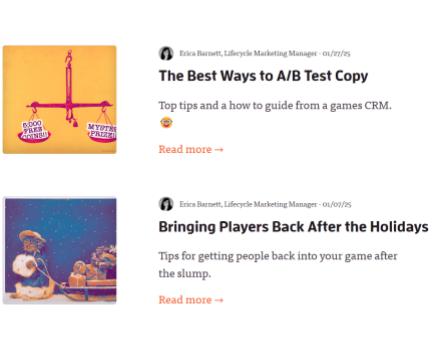 Erica Barnett, Lifecycle Marketing Manager · 01/27/25
The Best Ways to A/B Test Copy
Top tips and a how to guide from a games CRM.
🤓
Read more →
5,000
FREE
COINS!!
MYSTERY
PRIZE!!
Erica Barnett, Lifecycle Marketing Manager · 01/07/25
Bringing Players Back After the Holidays
Tips for getting people back into your game after
the slump.
Read more →